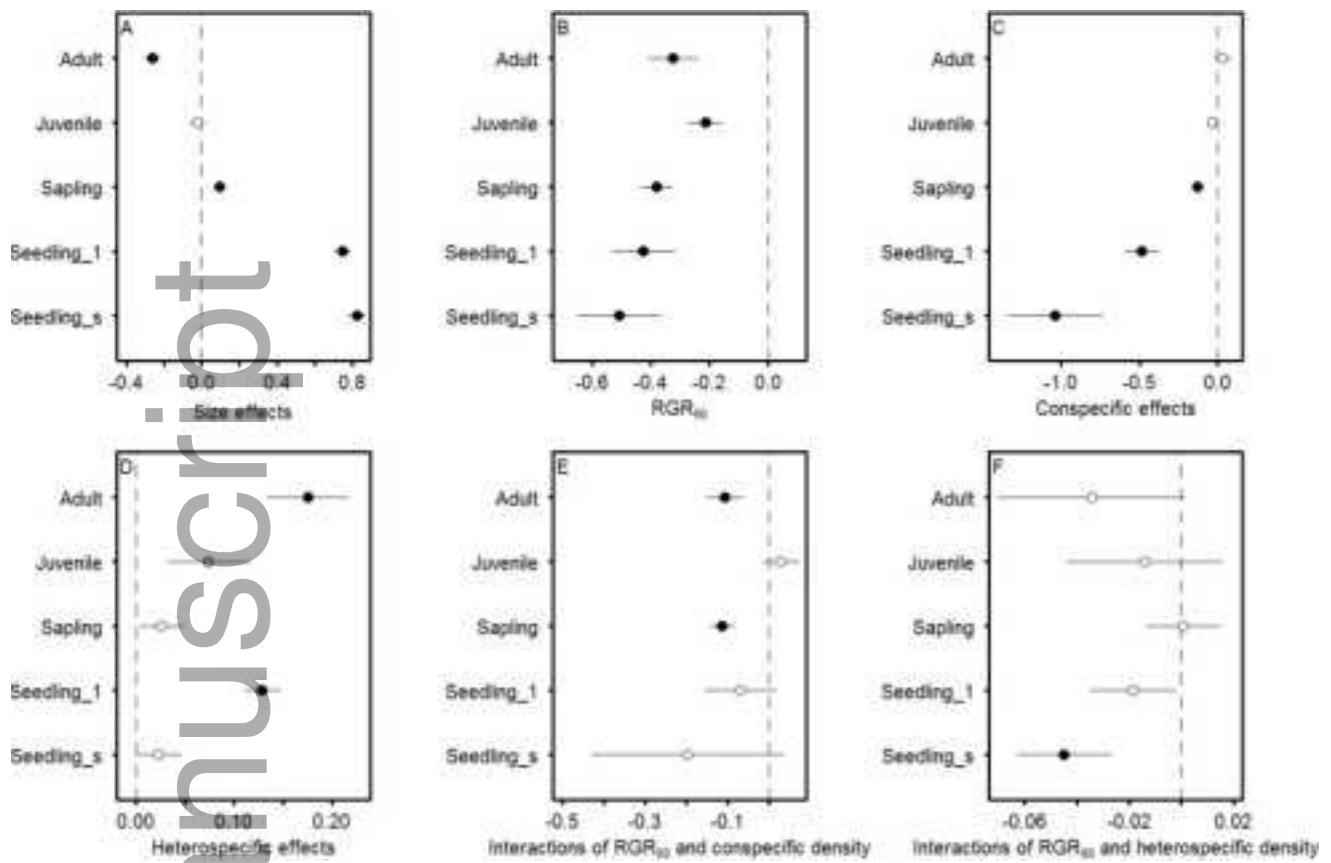 A
Adult
Juvenile
Sapling
Seedling_1
Seedling_s
-0.4 0.0 0.4 0.8
Size effects
B
Adult
Juvenile
Sapling
Seedling_1
Seedling_s
-0.6 -0.4 -0.2 0.0
C
Adult
Juvenile
Sapling
Seedling_1
Seedling_s
-1.0 -0.5 0.0
Conspecific effects
D
Adult
Juvenile
Sapling
Seedling_1
Seedling_s
0.00 0.10 0.20
Heterospecific effects
E
Adult
Juvenile
Sapling
Seedling_1
Seedling_s
-0.5 -0.3 -0.1
Interactions of and conspecific density
F
Adult
Juvenile
Sapling
Seedling_1
Seedling_s
-0.06 -0.02 0.02
Interactions of and heterospecific density
nuscript